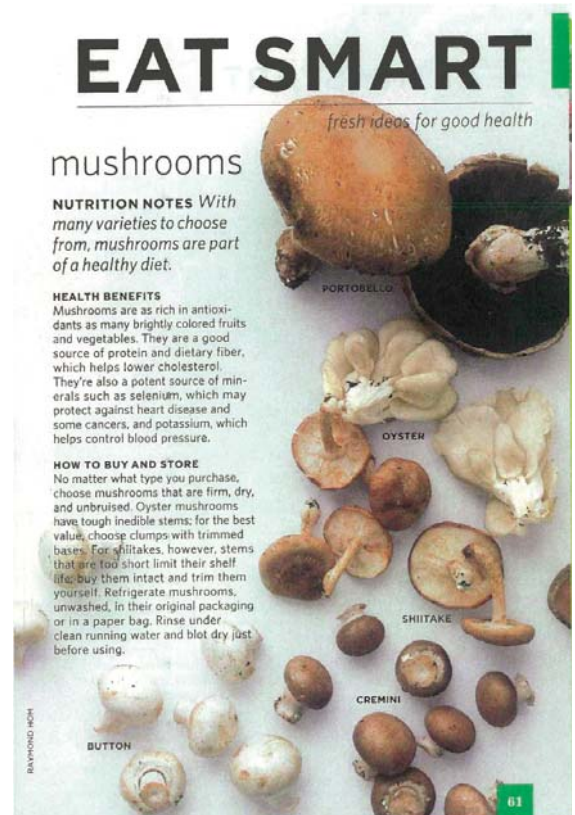 EAT SMART
fresh ideas for good health
mushrooms
NUTRITION NOTES With
many varieties to choose
from, mushrooms are part
of a healthy diet.
HEALTH BENEFITS
Mushrooms are as rich in antioxi-
dants as many brightly colored fruits
and vegetables. They are a good
source of protein and dietary fiber,
which helps lower cholesterol.
They're also a potent source of min-
erals such as selenium, which may
protect against heart disease and
some cancers, and potassium, which
helps control blood pressure.
HOW TO BUY AND STORE
No matter what type you purchase,
choose mushrooms that are firm, dry,
and unbruised. Oyster mushrooms
have tough inedible stems; for the best
value, choose clumps with trimmed
bases. For shiitakes, however, stems
that are too short limit their shelf
life; buy them intact and trim them
yourself. Refrigerate mushrooms,
unwashed, in their original packaging
or in a paper bag. Rinse under
clean running water and blot dry just
before using.
PORTOBELLO
OYSTER
SHIITAKE
CREMINI
BUTTON
RAYMOND HOM
61